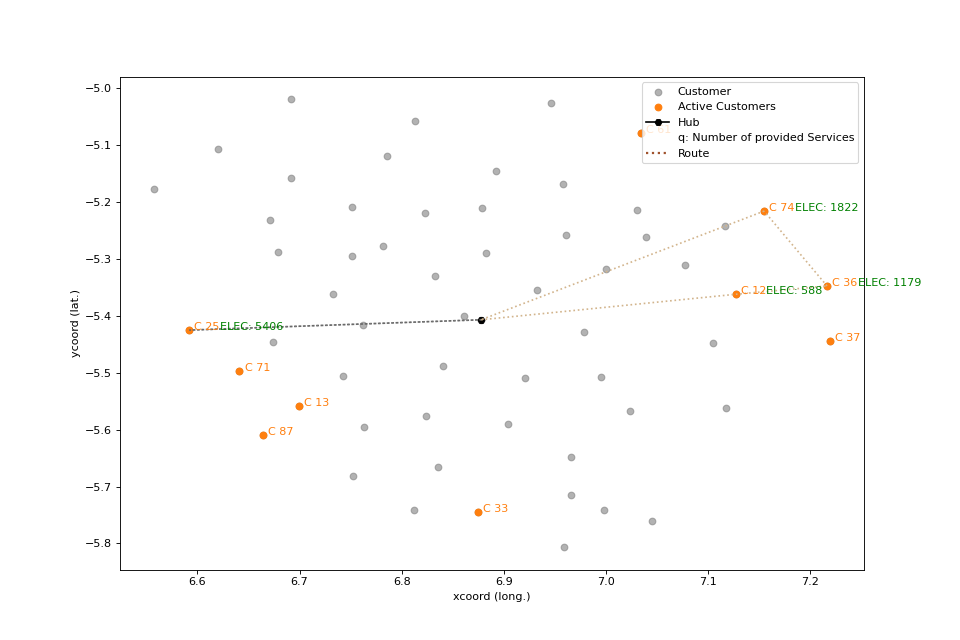 Customer
Active Customers
Hub
q: Number of provided Services
Route
C 74 ELEC: 1822
C 36 ELEC: 1179
C 12 ELEC: 588
C 25 ELEC: 5406
C 37
C 71
C 13
C 87
C 33
−5.0
−5.1
−5.2
−5.3
−5.4
−5.5
−5.6
−5.7
−5.8
ycoord (lat.)
6.6 6.7 6.8 6.9 7.0 7.1 7.2
xcoord (long.)